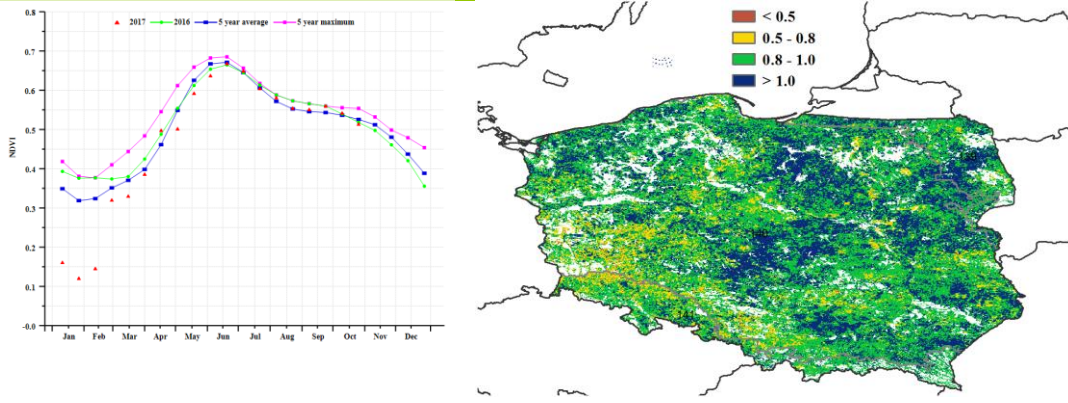 2017 2016 5 year average 5 year maximum
0.8
0.7
0.6
0.5
0.4
0.3
0.2
0.1
-0.0
NDVI
Jan Feb Mar Apr May Jun Jul Aug Sep Oct Nov Dec
< 0.5
0.5 - 0.8
0.8 - 1.0
> 1.0